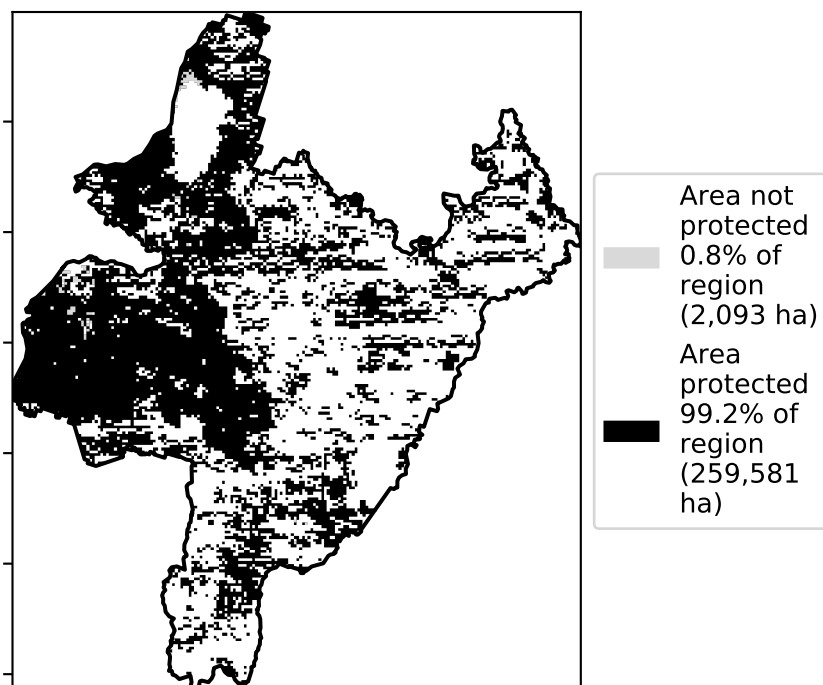 Area not
protected
0.8% of
region
(2,093 ha)
Area
protected
99.2% of
region
(259,581
ha)